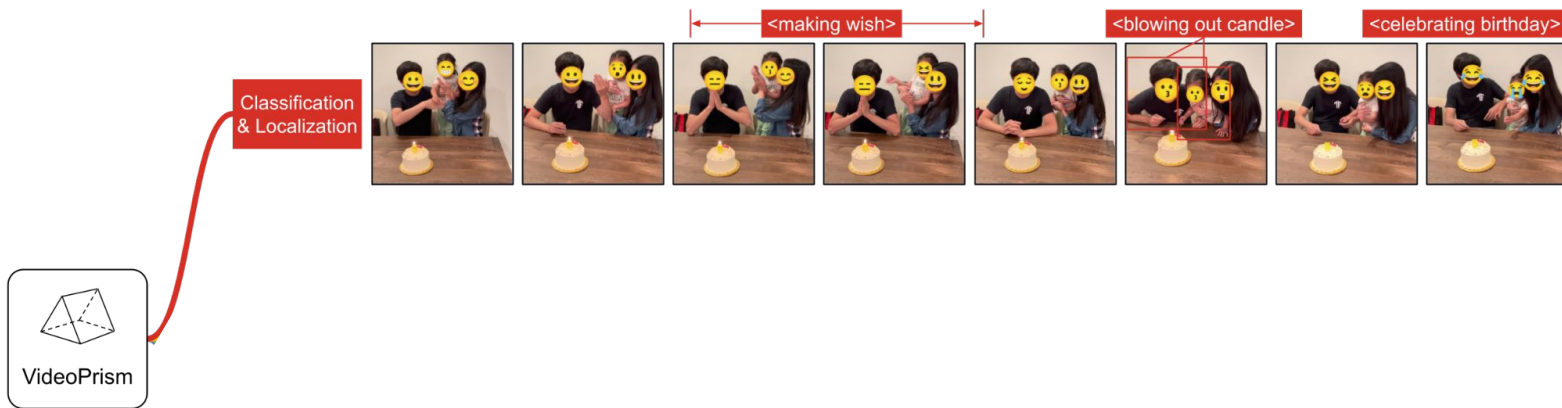 <making wish>
<blowing out candle>
<celebrating birthday>
Classification
& Localization
VideoPrism